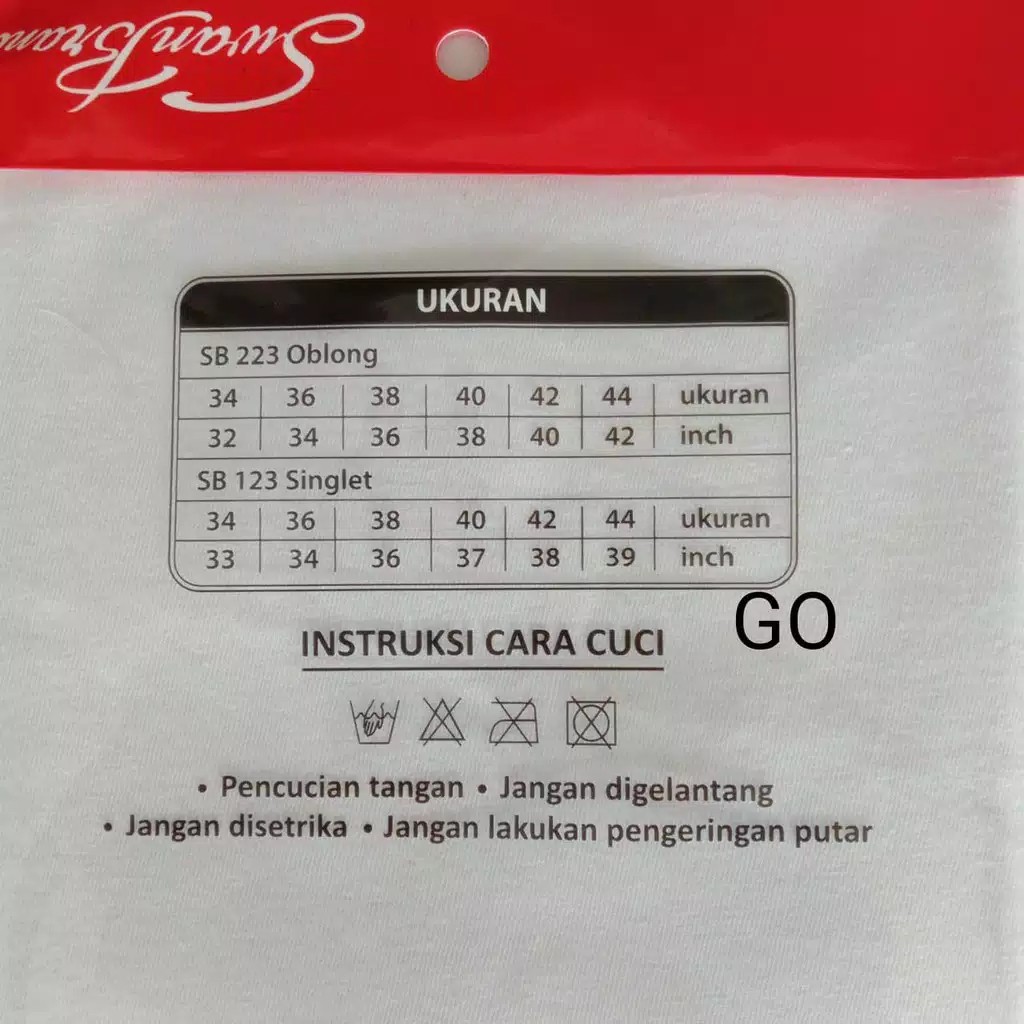 Swan Brand
UKURAN
SB 223 Oblong
34 36 38 40 42 44 ukuran
32 34 36 38 40 42 inch
SB 123 Singlet
34 36 38 40 42 44 ukuran
33 34 36 37 38 39 inch
GO
INSTRUKSI CARA CUCI
• Pencucian tangan • Jangan digelantang
• Jangan disetrika • Jangan lakukan pengeringan putar